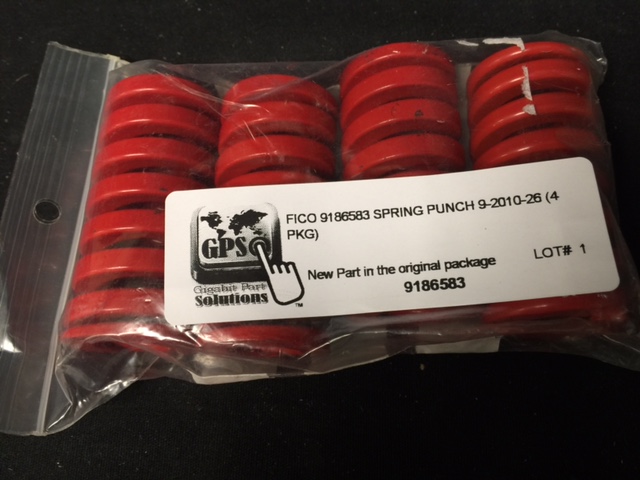 FICO 9186583 SPRING PUNCH 9-2010-26 (4
PKG)
GPS
Gigabit Part
Solutions
TM
New Part in the original package
LOT# 1
9186583